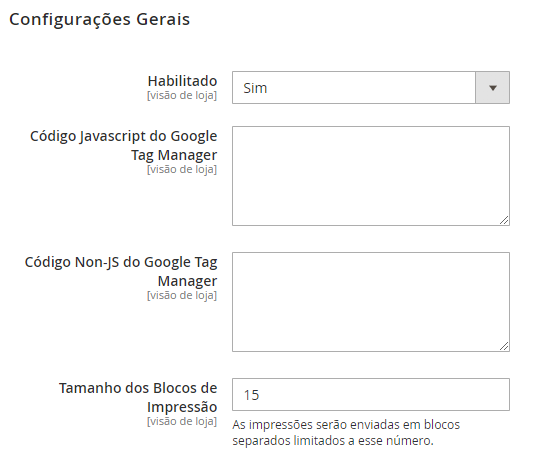 Configurações Gerais
Habilitado
[visão de loja]
Sim
Código Javascript do Google
Tag Manager
[visão de loja]
Código Non-JS do Google Tag
Manager
[visão de loja]
Tamanho dos Blocos de
Impressão
[visão de loja]
15
As impressões serão enviadas em blocos
separados limitados a esse número.